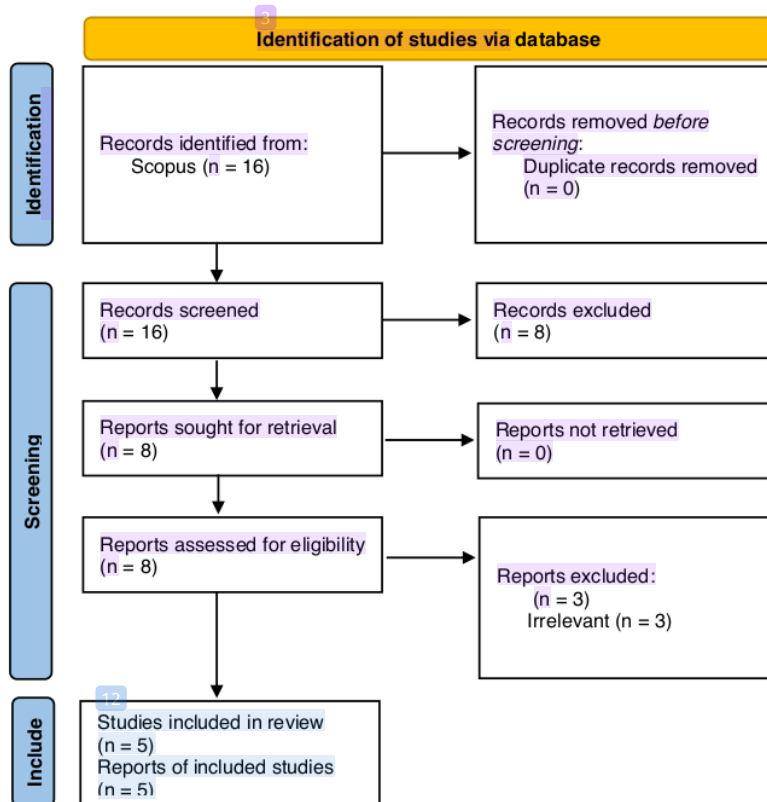 3
Identification of studies via database
Identification
Records identified from:
Scopus (n = 16)
Records removed before
screening:
Duplicate records removed
(n = 0)
Screening
Records screened
(n = 16)
Records excluded
(n = 8)
Reports sought for retrieval
(n = 8)
Reports not retrieved
(n = 0)
Reports assessed for eligibility
(n = 8)
Reports excluded:
(n = 3)
Irrelevant (n = 3)
Include
12
Studies included in review
(n = 5)
Reports of included studies
(n = 5)